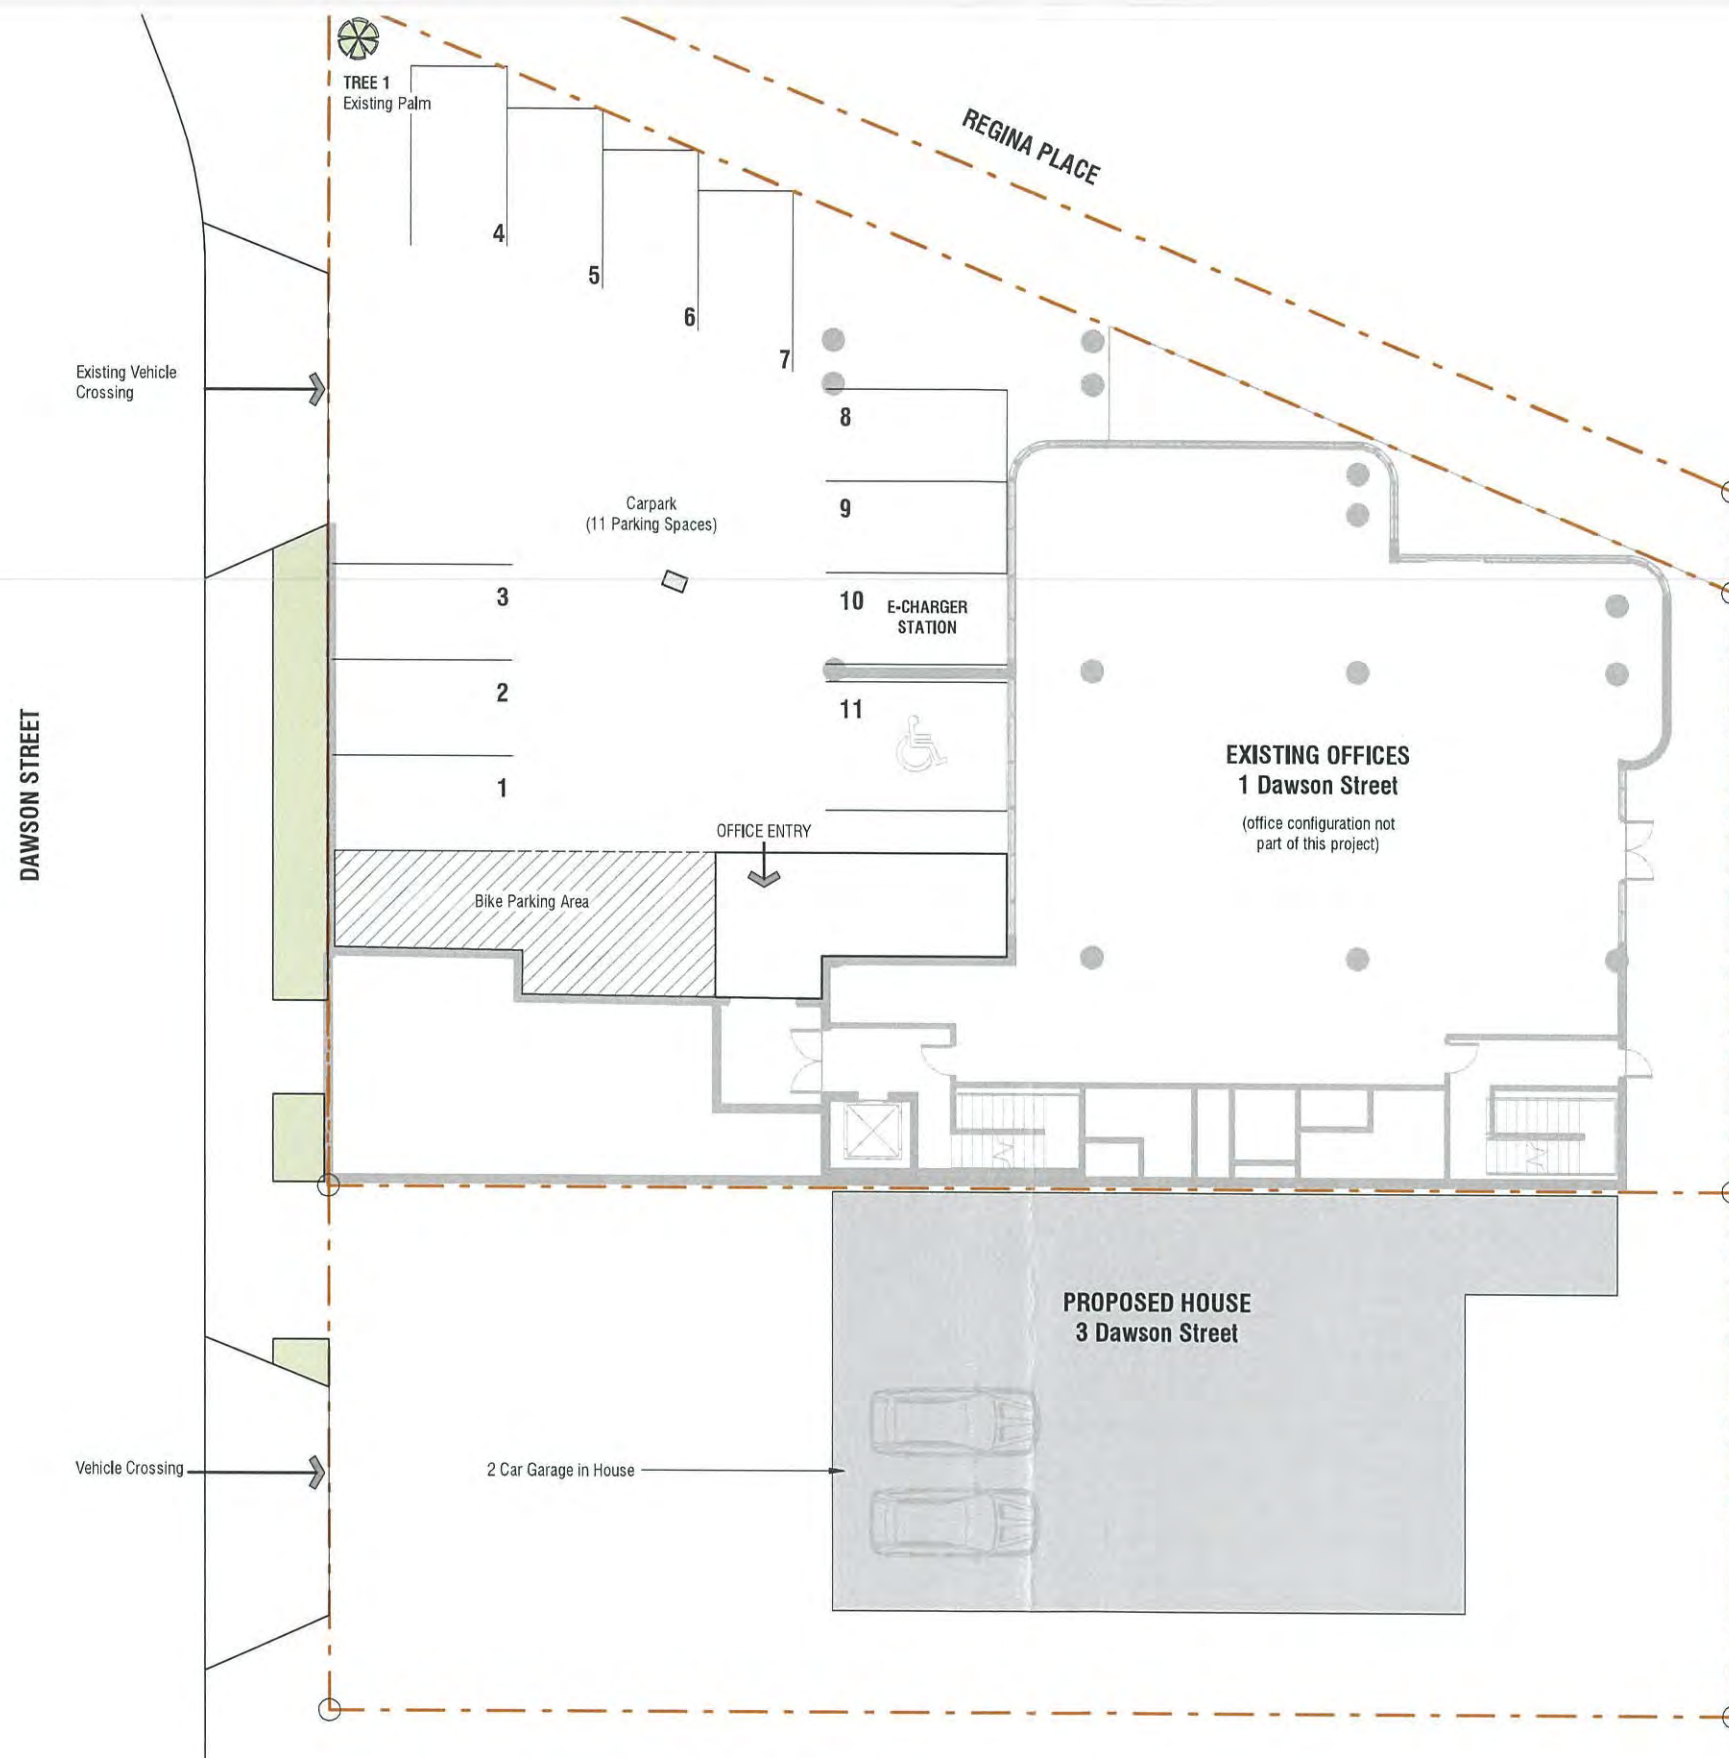 TREE 1
Existing Palm
REGINA PLACE
4
5
6
7
Existing Vehicle
Crossing
8
9
Carpark
(11 Parking Spaces)
3
10
E-CHARGER
STATION
2
11
1
DAWSON STREET
EXISTING OFFICES
1 Dawson Street
(office configuration not
part of this project)
OFFICE ENTRY
Bike Parking Area
PROPOSED HOUSE
3 Dawson Street
Vehicle Crossing
2 Car Garage in House